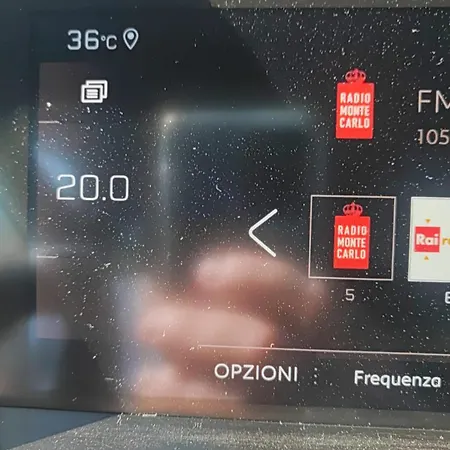 36°C
RADIO
MONTE
CARLO
FM
105
20.0
RADIO
MONTE
CARLO
Rai
5
OPZIONI
Frequenza